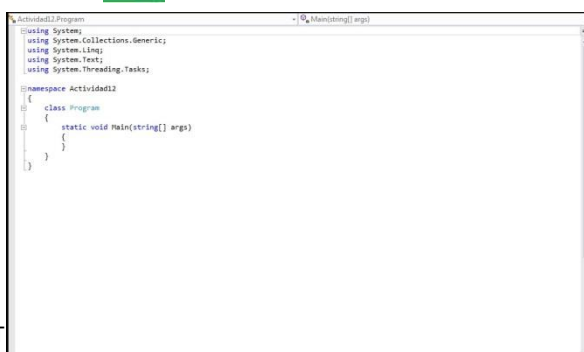 Actividad12.Program
Main(string[] args)
using System;
using System.Collections.Generic;
using System.Linq;
using System.Text;
using System.Threading.Tasks;
namespace Actividad12
{
class Program
{
static void Main(string[] args)
{
}
}
}